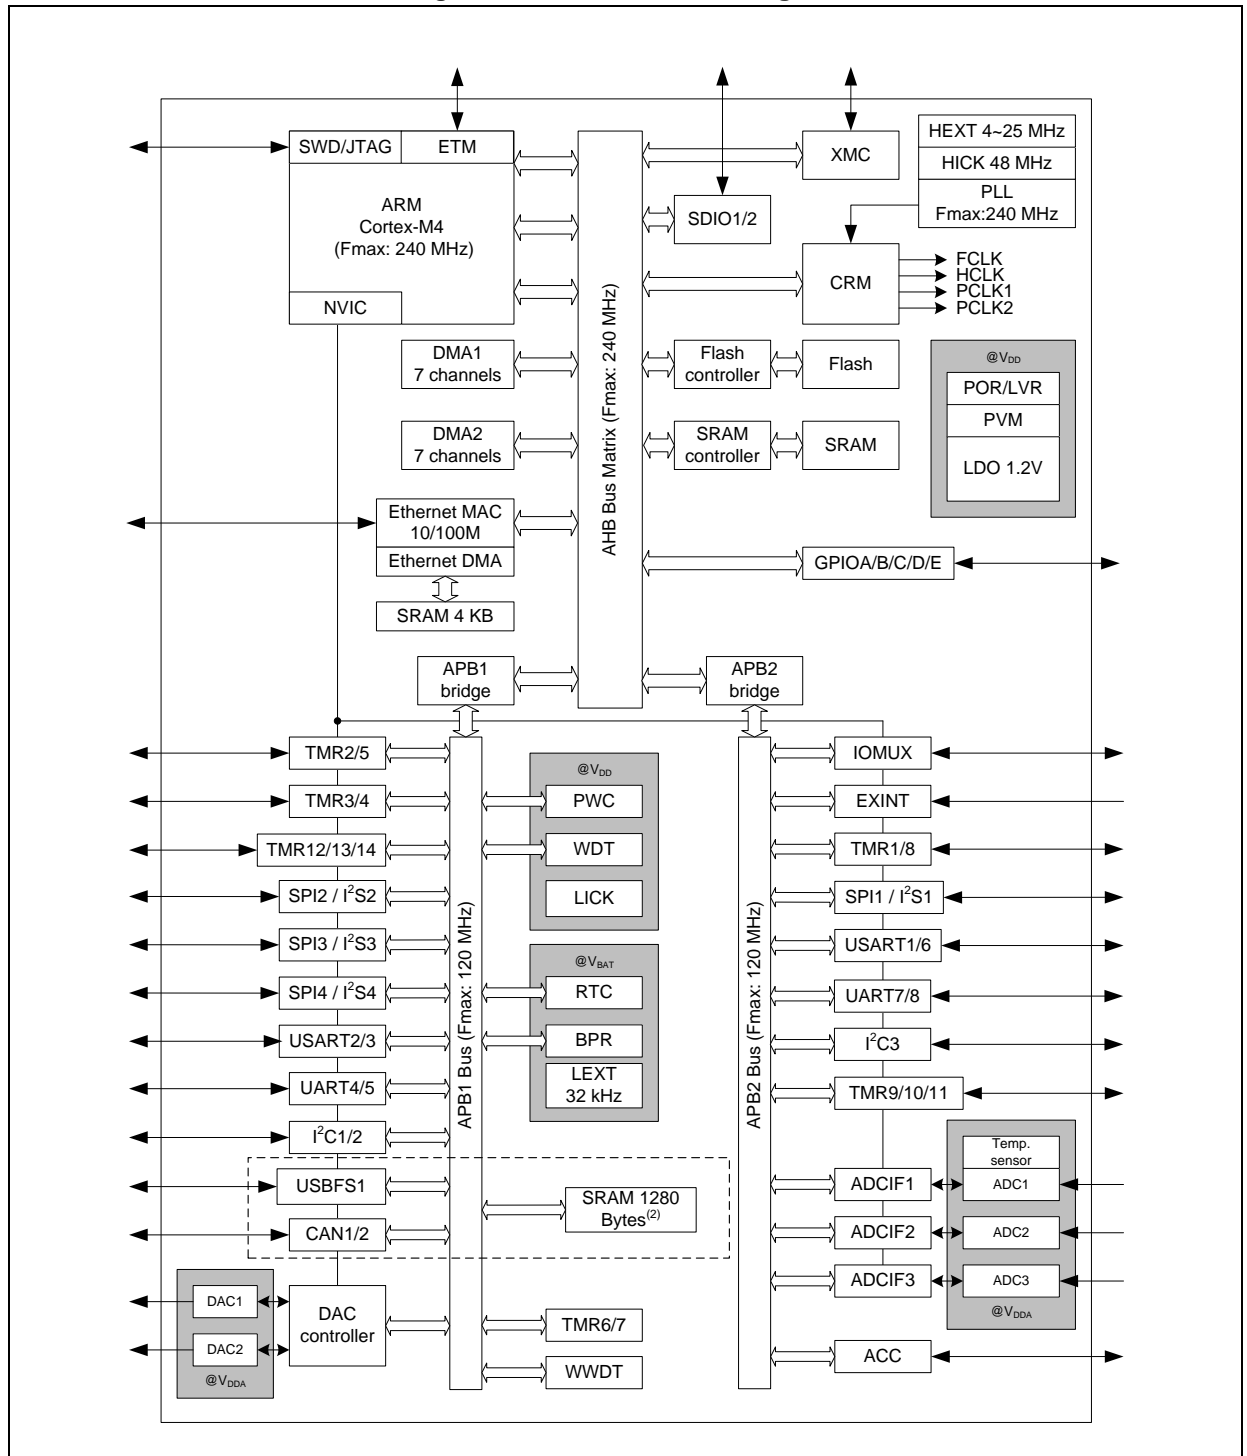 SWD/JTAG
ETM
ARM
Cortex-M4
(Fmax: 240 MHz)
NVIC
DMA1
7 channels
DMA2
7 channels
Ethernet MAC
10/100M
Ethernet DMA
SRAM 4 KB
AHB Bus Matrix (Fmax: 240 MHz)
XMC
SDIO1/2
HEXT 4~25 MHz
HICK 48 MHz
PLL
Fmax:240 MHz
CRM
FCLK
HCLK
PCLK1
PCLK2
Flash
controller
Flash
SRAM
controller
SRAM
@VDD
POR/LVR
PVM
LDO 1.2V
GPIOA/B/C/D/E
APB1
bridge
APB2
bridge
TMR2/5
TMR3/4
TMR12/13/14
SPI2 / I²S2
SPI3 / I²S3
SPI4 / I²S4
USART2/3
UART4/5
I²C1/2
USBFS1
CAN1/2
DAC1
DAC2
@VDDA
DAC
controller
APB1 Bus (Fmax: 120 MHz)
@VDD
PWC
WDT
LICK
@VBAT
RTC
BPR
LEXT
32 kHz
SRAM 1280
Bytes(2)
TMR6/7
WWDT
APB2 Bus (Fmax: 120 MHz)
IOMUX
EXINT
TMR1/8
SPI1 / I²S1
USART1/6
UART7/8
I²C3
TMR9/10/11
ADCIF1
ADCIF2
ADCIF3
ACC
Temp.
sensor
ADC1
ADC2
ADC3
@VDDA